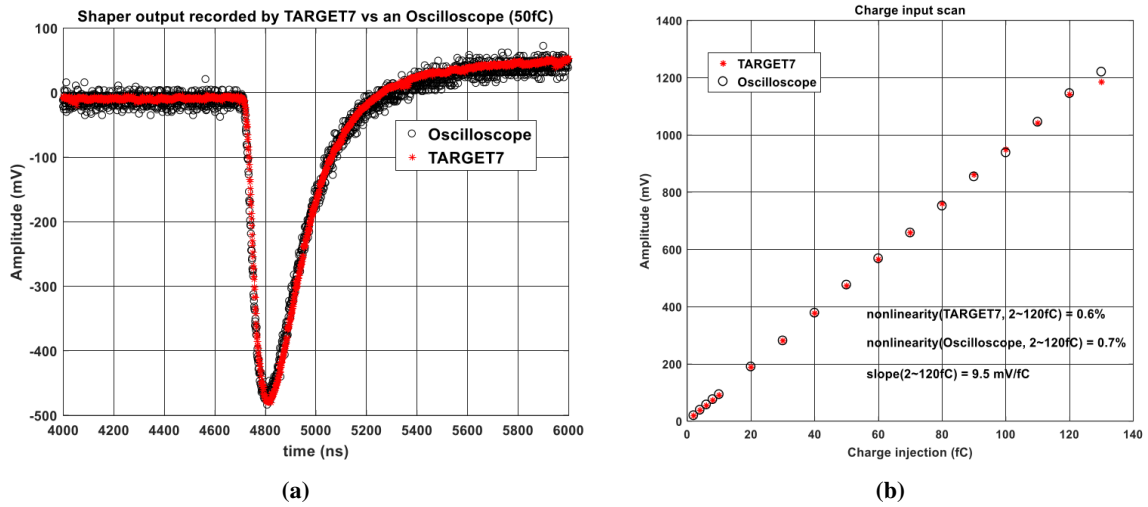 Shaper output recorded by TARGET7 vs an Oscilloscope (50fC)
100
0
-100
-200
-300
-400
-500
Amplitude (mV)
Oscilloscope
TARGET7
4000 4200 4400 4600 4800 5000 5200 5400 5600 5800 6000
time (ns)
(a)
Charge input scan
1400
1200
1000
800
600
400
200
0
Amplitude (mV)
TARGET7
Oscilloscope
nonlinearity(TARGET7, 2~120fC) = 0.6%
nonlinearity(Oscilloscope, 2~120fC) = 0.7%
slope(2~120fC) = 9.5 mV/fC
0 20 40 60 80 100 120 140
Charge injection (fC)
(b)